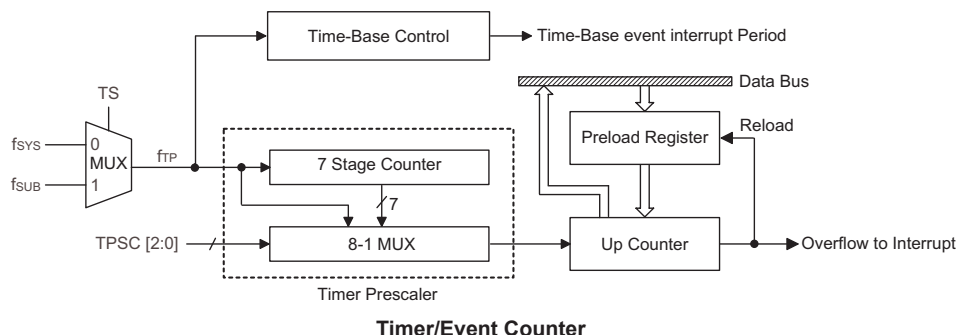 Time-Base Control
Time-Base event interrupt Period
Data Bus
TS
Preload Register
Reload
fSYS
0
MUX
fTP
7 Stage Counter
fSUB
1
7
TPSC [2:0]
8-1 MUX
Up Counter
Overflow to Interrupt
Timer Prescaler
Timer/Event Counter